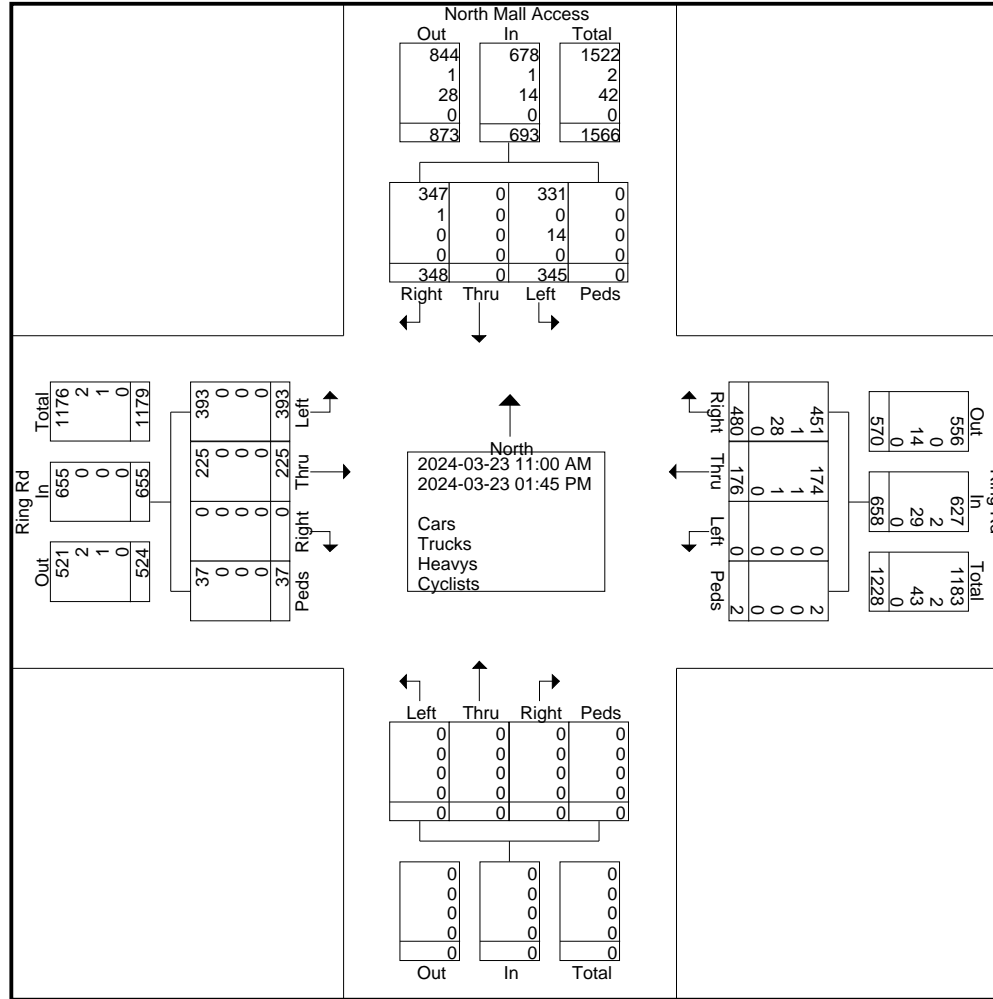 North Mall Access
Out In Total
844 678 1522
1 1 2
28 14 42
0 0 0
873 693 1566
347 0 331 0
1 0 0 0
0 0 14 0
0 0 0 0
348 0 345 0
Right Thru Left Peds
Ring Rd
Out In Total
521 655 1176
2 0 2
1 0 1
0 0 0
524 655 1179
37 0 225 393
0 0 0 0
0 0 0 0
0 0 0 0
37 0 225 393
Peds Right Thru Left
North
2024-03-23 11:00 AM
2024-03-23 01:45 PM
Cars
Trucks
Heavys
Cyclists
Out In Total
556 627 1183
0 2 2
14 29 43
0 0 0
570 658 1228
451 174 0 2
1 1 0 0
28 1 0 0
0 0 0 0
480 176 0 2
Right Thru Left Peds
Left Thru Right Peds
0 0 0 0
0 0 0 0
0 0 0 0
0 0 0 0
0 0 0 0
0 0 0
0 0 0
0 0 0
0 0 0
0 0 0
Out In Total